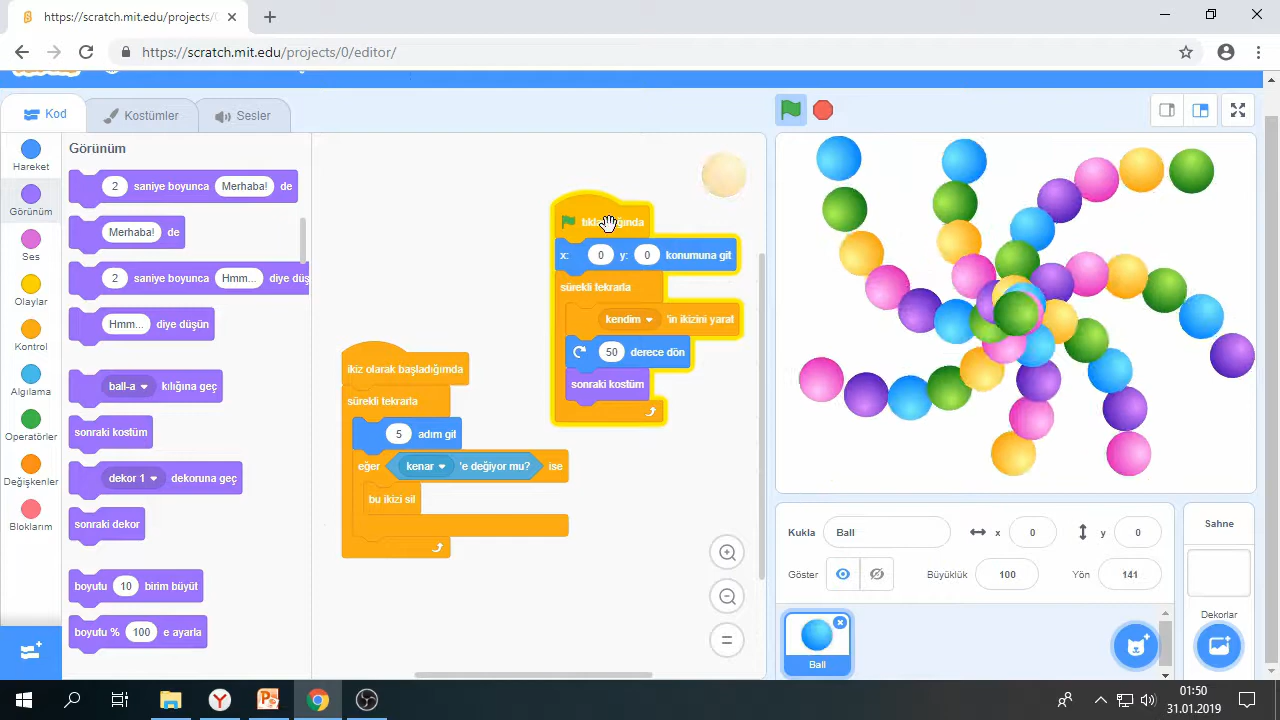 https://scratch.mit.edu/projects/0
https://scratch.mit.edu/projects/0/editor/
Kod
Kostümler
Sesler
Hareket
Görünüm
Ses
Olaylar
Kontrol
Algılama
Operatörler
Değişkenler
Bloklarım
Görünüm
2 saniye boyunca Merhaba! de
Merhaba! de
2 saniye boyunca Hmm... diye düş
Hmm... diye düşün
ball-a kılığına geç
sonraki kostüm
dekor 1 dekoruna geç
sonraki dekor
boyutu 10 birim büyüt
boyutu % 100 e ayarla
ikiz olarak başladığımda
sürekli tekrarla
5 adım git
eğer kenar 'e değiyor mu? ise
bu ikizi sil
x: 0 y: 0 konumuna git
sürekli tekrarla
kendim 'in ikizini yarat
50 derece dön
sonraki kostüm
Kukla Ball x 0 y 0
Göster Büyüklük 100 Yön 141
Ball
Sahne
Dekorlar
01:50
31.01.2019